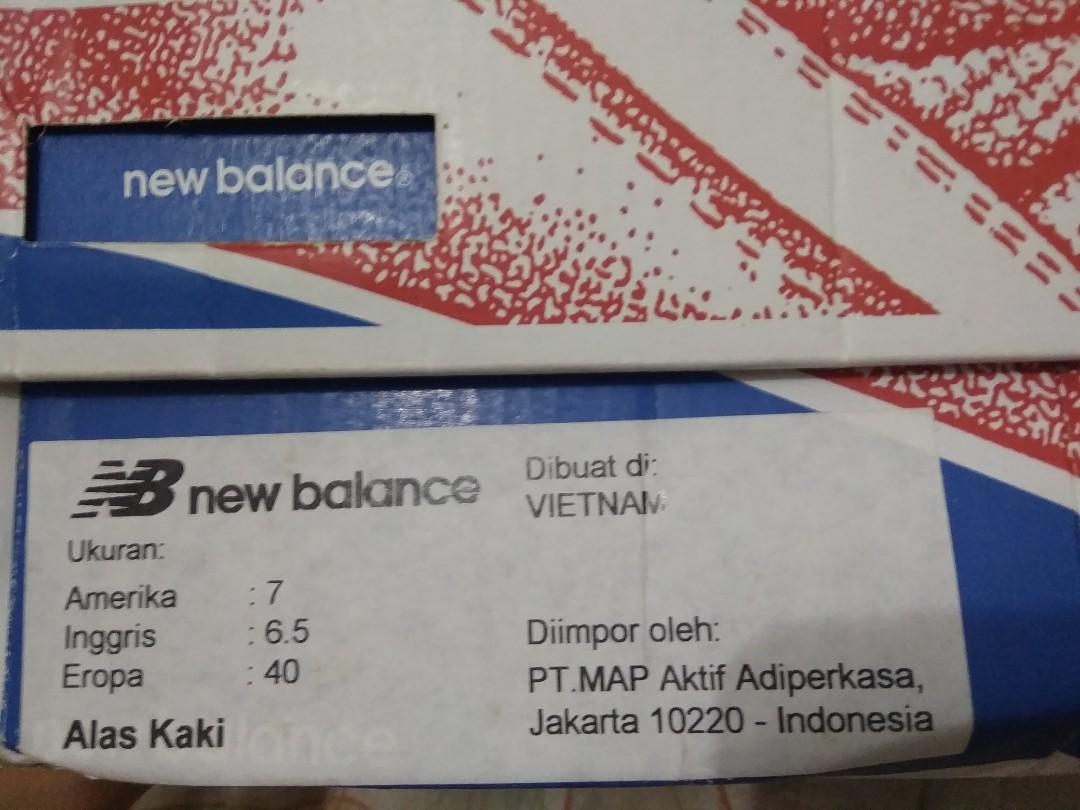 new balance®
NB new balance
Dibuat di:
VIETNAM
Ukuran:
Amerika : 7
Inggris : 6.5
Eropa : 40
Alas Kaki
Diimpor oleh:
PT.MAP Aktif Adiperkasa,
Jakarta 10220 - Indonesia